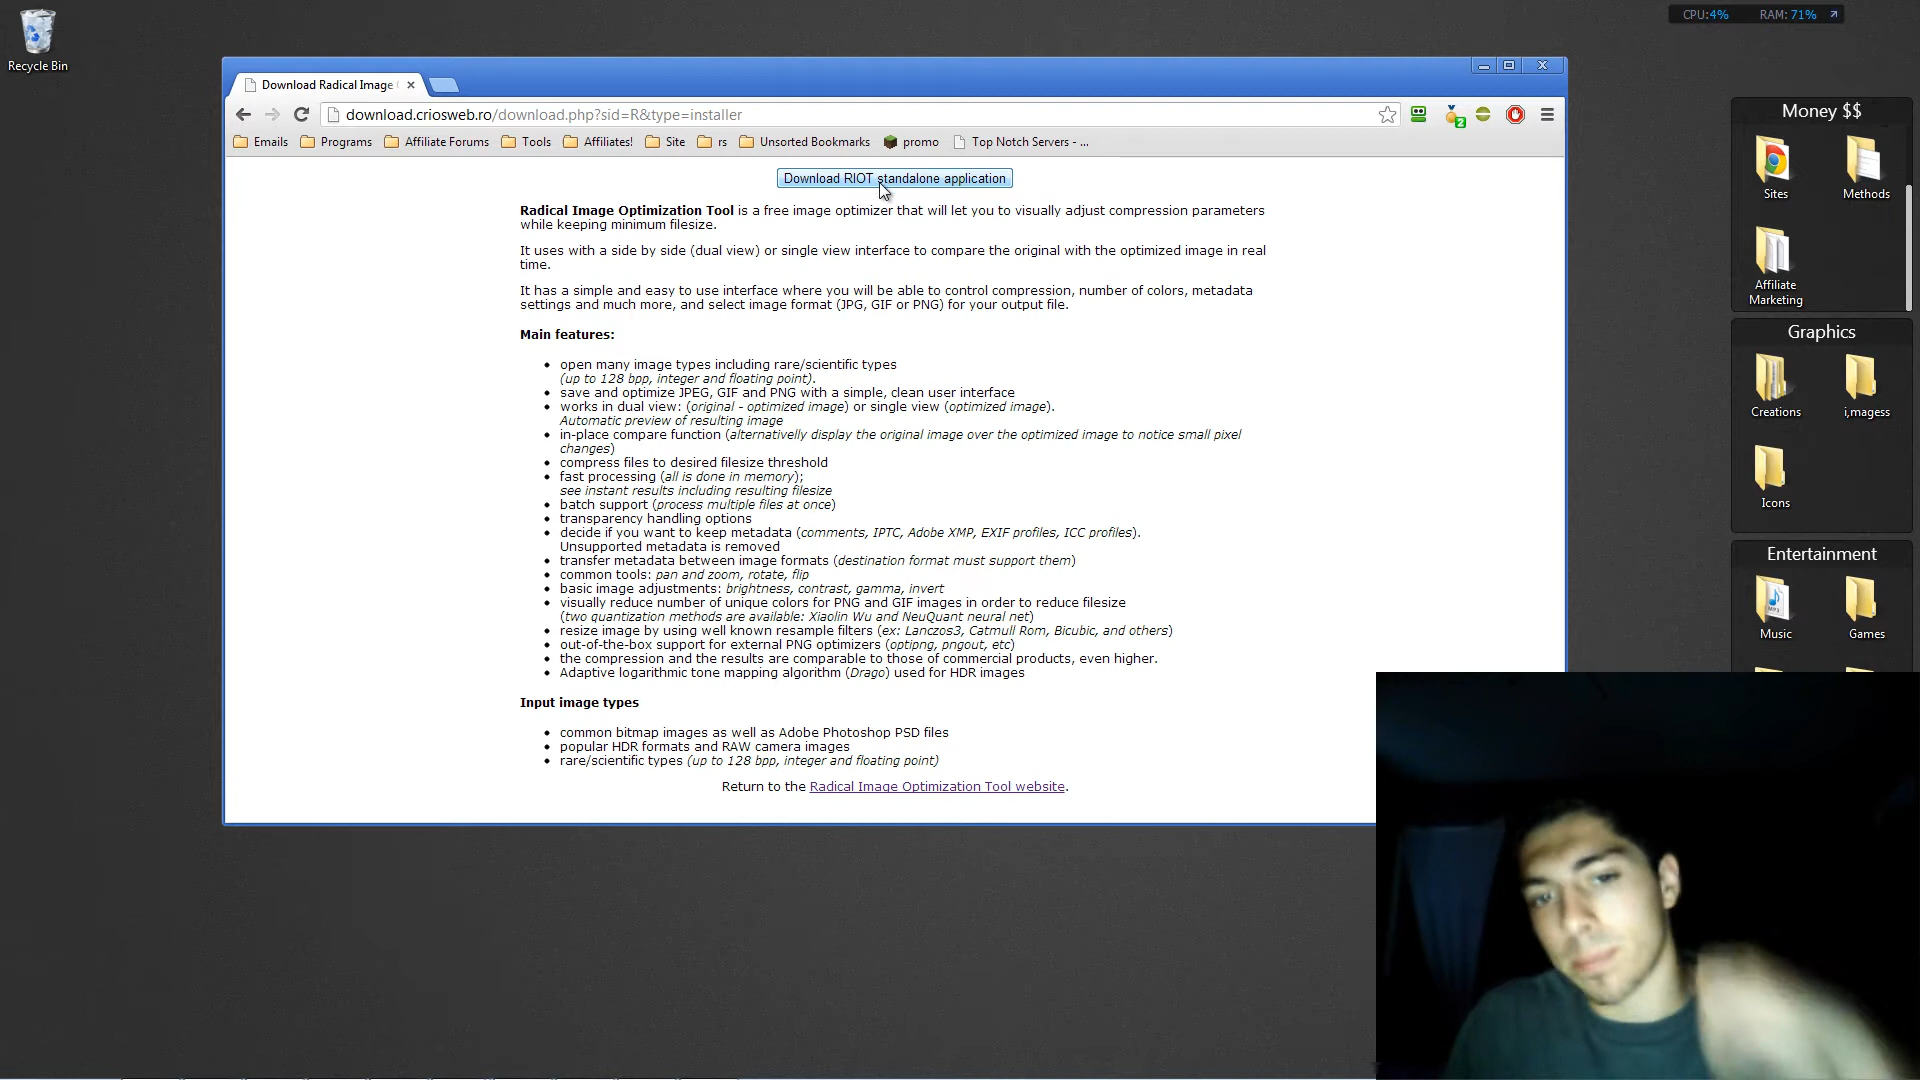 CPU:4% RAM: 71%
Recycle Bin
Download Radical Image
download.criosweb.ro/download.php?sid=R&type=installer
2
Emails Programs Affiliate Forums Tools Affiliates! Site rs Unsorted Bookmarks promo Top Notch Servers - ...
Download RIOT standalone application
Radical Image Optimization Tool is a free image optimizer that will let you to visually adjust compression parameters
while keeping minimum filesize.
It uses with a side by side (dual view) or single view interface to compare the original with the optimized image in real
time.
It has a simple and easy to use interface where you will be able to control compression, number of colors, metadata
settings and much more, and select image format (JPG, GIF or PNG) for your output file.
Main features:
open many image types including rare/scientific types
(up to 128 bpp, integer and floating point).
save and optimize JPEG, GIF and PNG with a simple, clean user interface
works in dual view: (original - optimized image) or single view (optimized image).
Automatic preview of resulting image
in-place compare function (alternativelly display the original image over the optimized image to notice small pixel
changes)
compress files to desired filesize threshold
fast processing (all is done in memory);
see instant results including resulting filesize
batch support (process multiple files at once)
transparency handling options
decide if you want to keep metadata (comments, IPTC, Adobe XMP, EXIF profiles, ICC profiles).
Unsupported metadata is removed
transfer metadata between image formats (destination format must support them)
common tools: pan and zoom, rotate, flip
basic image adjustments: brightness, contrast, gamma, invert
visually reduce number of unique colors for PNG and GIF images in order to reduce filesize
(two quantization methods are available: Xiaolin Wu and NeuQuant neural net)
resize image by using well known resample filters (ex: Lanczos3, Catmull Rom, Bicubic, and others)
out-of-the-box support for external PNG optimizers (optipng, pngout, etc)
the compression and the results are comparable to those of commercial products, even higher.
Adaptive logarithmic tone mapping algorithm (Drago) used for HDR images
Input image types
common bitmap images as well as Adobe Photoshop PSD files
popular HDR formats and RAW camera images
rare/scientific types (up to 128 bpp, integer and floating point)
Return to the Radical Image Optimization Tool website.
Money $$
Sites Methods
Affiliate
Marketing
Graphics
Creations i,magess
Icons
Entertainment
MP3
Music Games